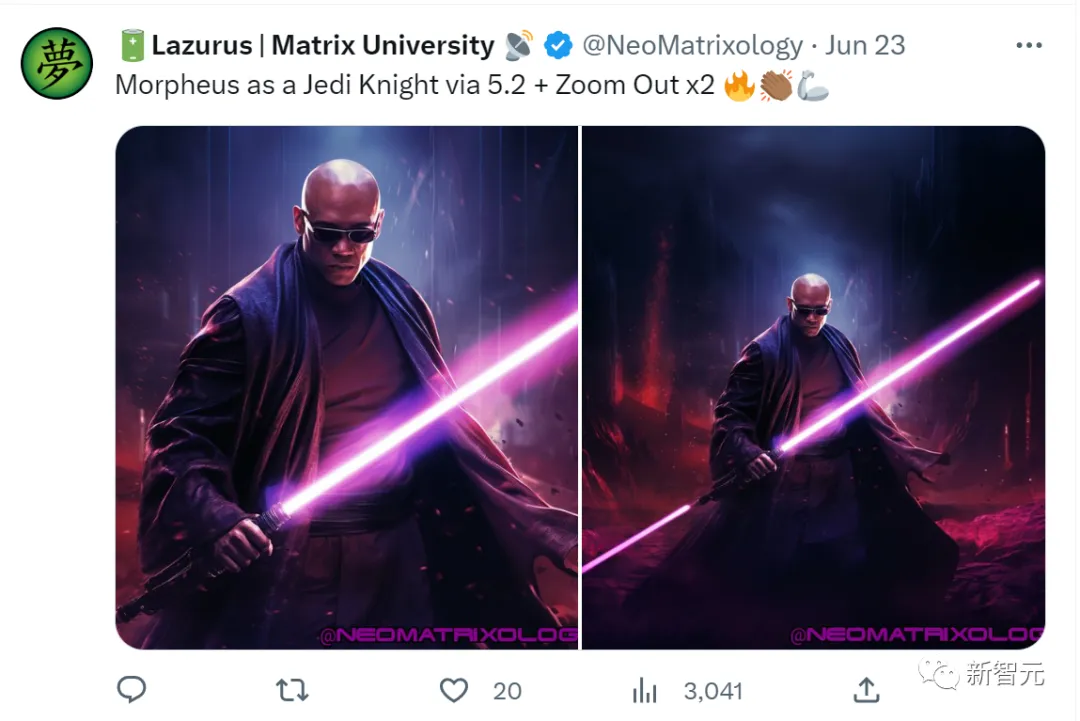 夢
Lazurus | Matrix University @NeoMatrixology · Jun 23
Morpheus as a Jedi Knight via 5.2 + Zoom Out x2
@NEOMATRIXOLOG
@NEOMATRIXOLOG
新智元
20
3,041